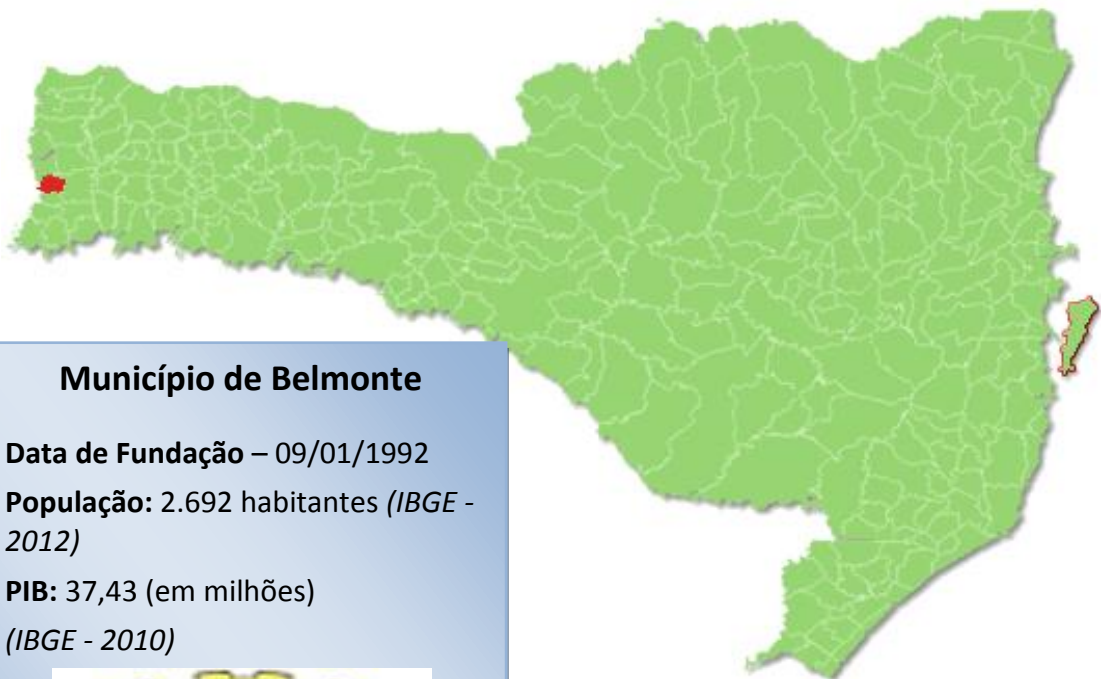 Município de Belmonte
Data de Fundação – 09/01/1992
População: 2.692 habitantes (IBGE -
2012)
PIB: 37,43 (em milhões)
(IBGE - 2010)